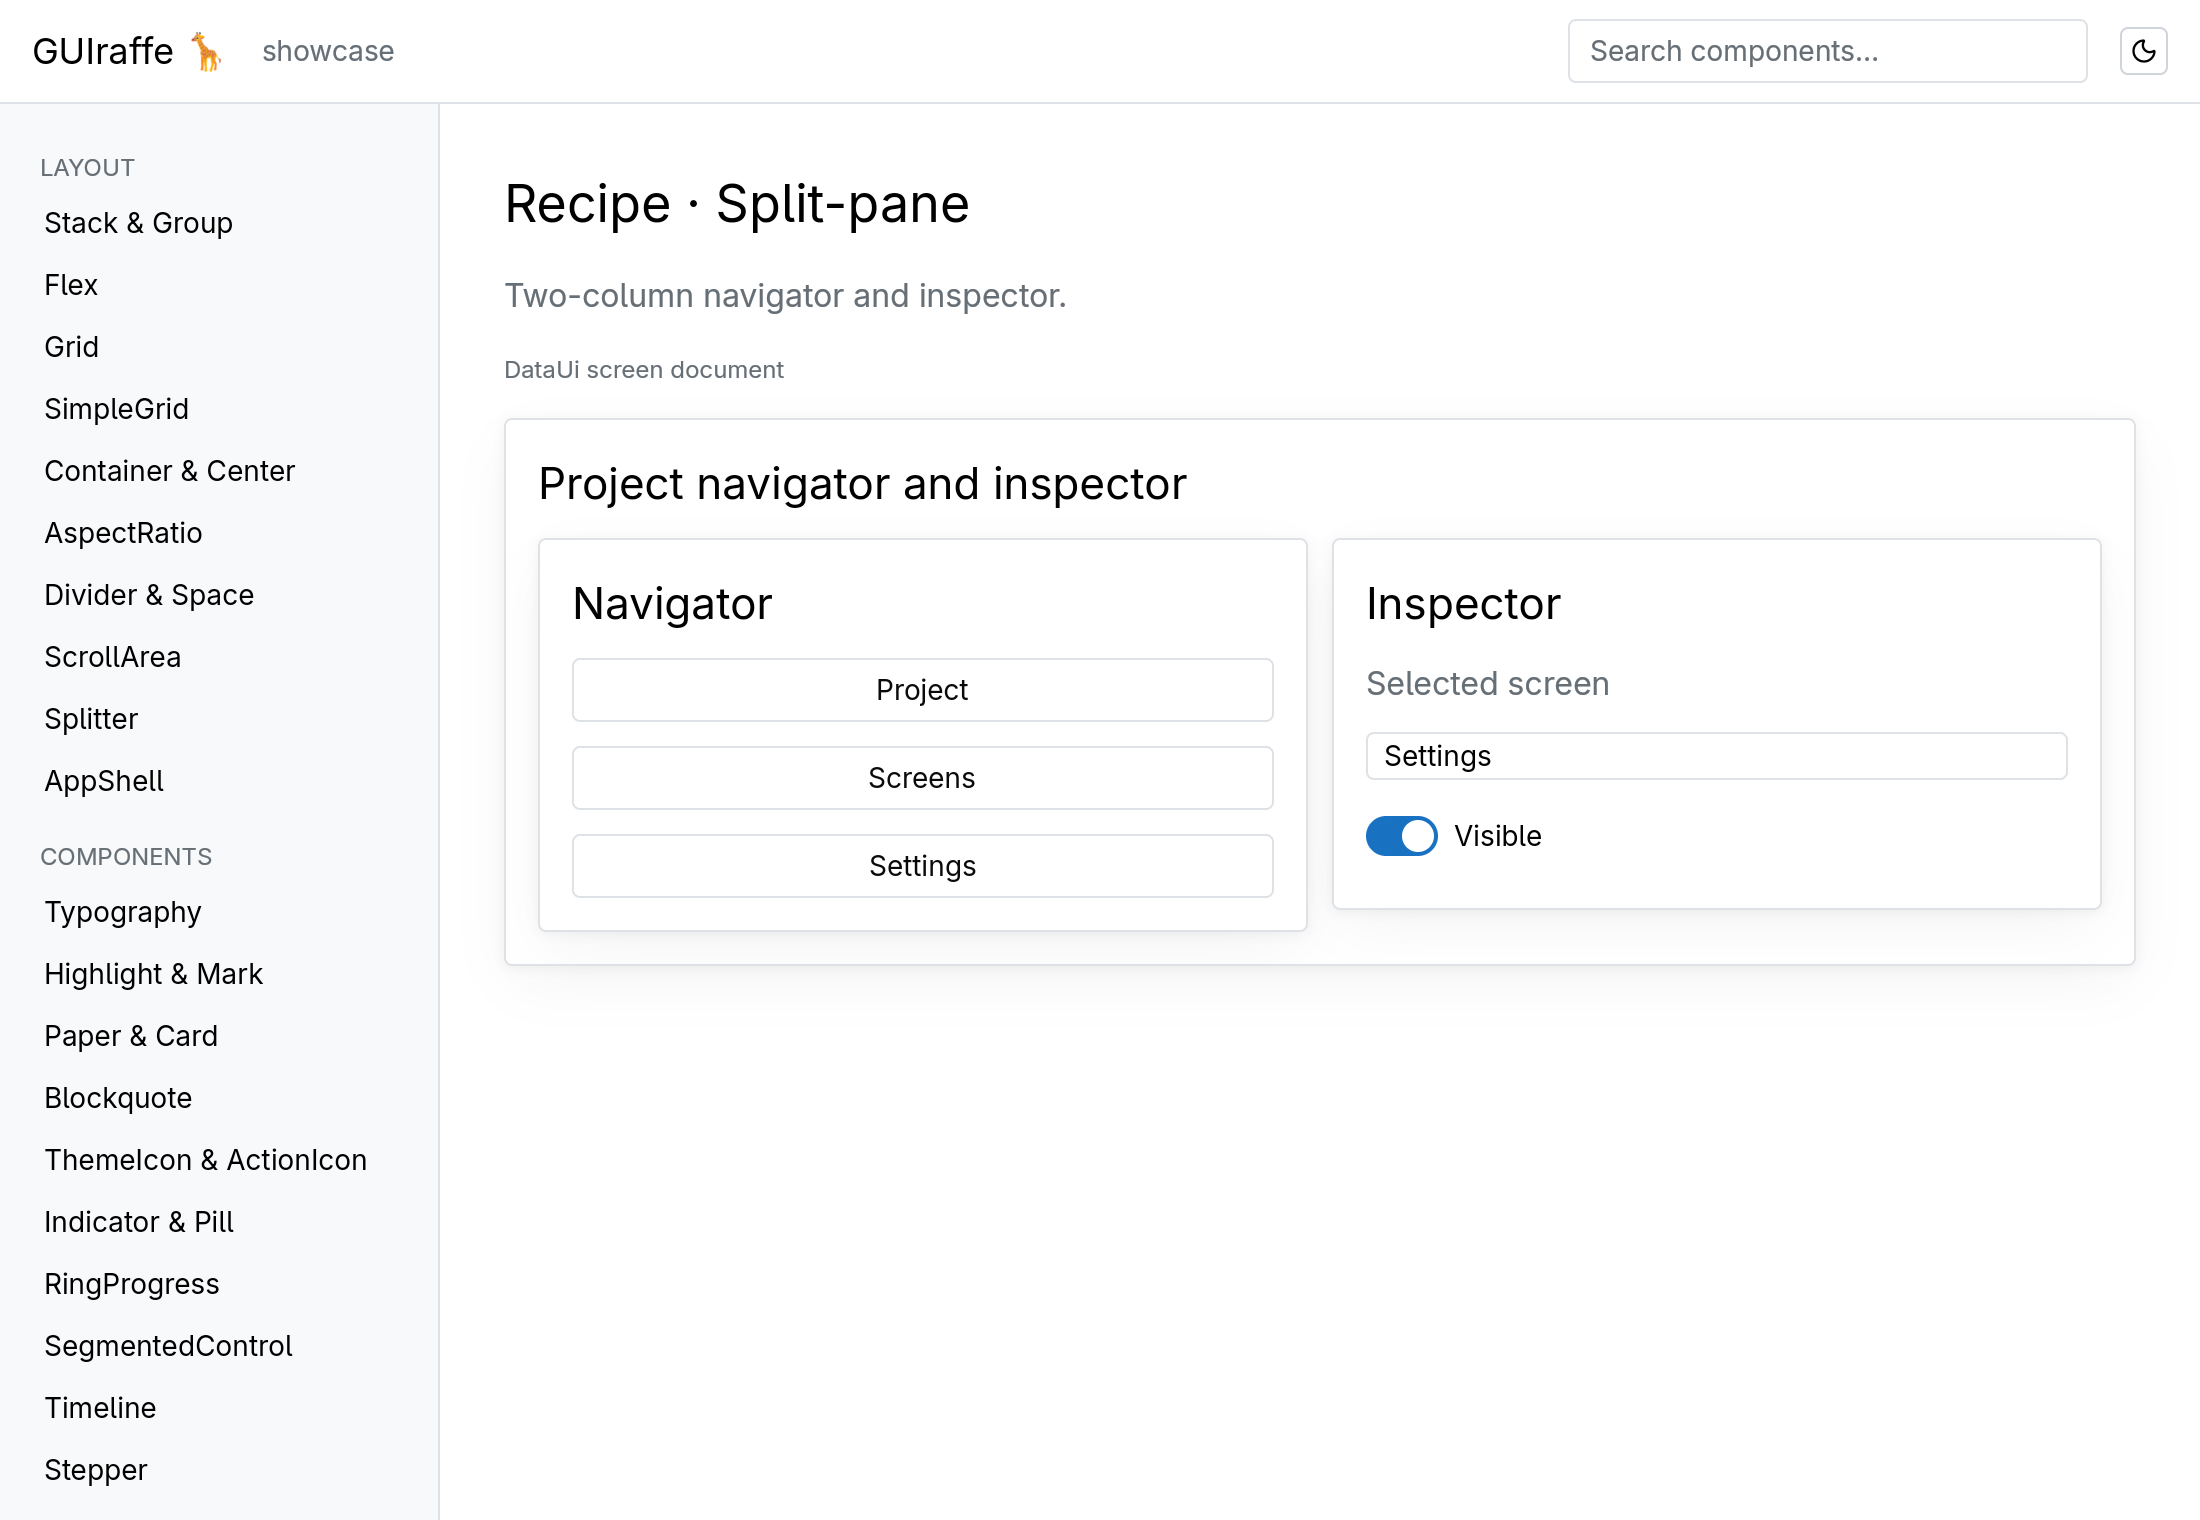 GUIraffe 🦒 showcase
Search components...
LAYOUT
Stack & Group
Flex
Grid
SimpleGrid
Container & Center
AspectRatio
Divider & Space
ScrollArea
Splitter
AppShell
COMPONENTS
Typography
Highlight & Mark
Paper & Card
Blockquote
ThemeIcon & ActionIcon
Indicator & Pill
RingProgress
SegmentedControl
Timeline
Stepper
Recipe · Split-pane
Two-column navigator and inspector.
DataUi screen document
Project navigator and inspector
Navigator
Project
Screens
Settings
Inspector
Selected screen
Settings
Visible